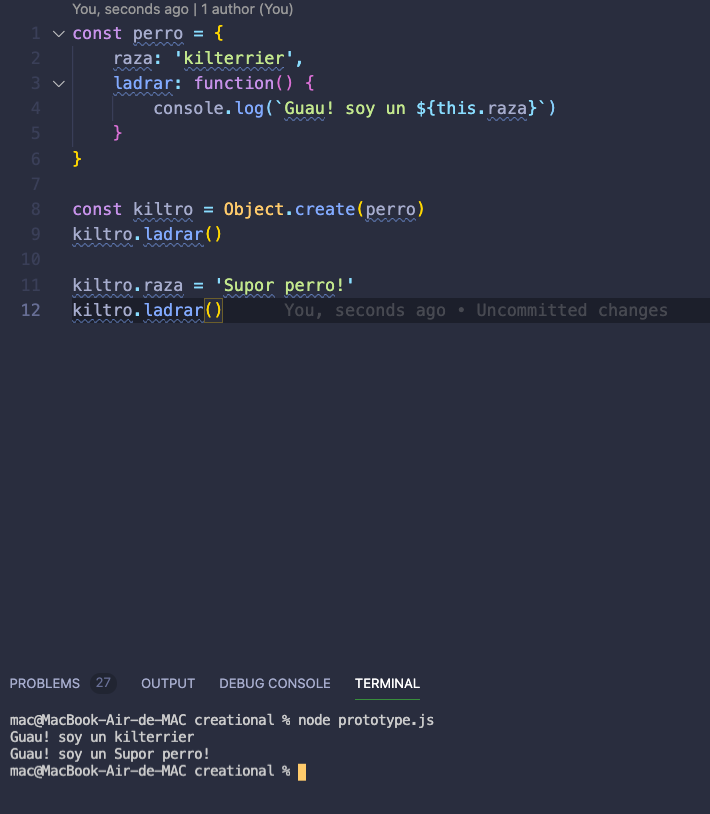 You, seconds ago | 1 author (You)
1 const perro = {
2 raza: 'kilterrier',
3 ladrar: function() {
4 console.log(`Guau! soy un ${this.raza}`)
5 }
6 }
7
8 const kiltro = Object.create(perro)
9 kiltro.ladrar()
10
11 kiltro.raza = 'Supor perro!'
12 kiltro.ladrar() You, seconds ago • Uncommitted changes
PROBLEMS 27 OUTPUT DEBUG CONSOLE TERMINAL
mac@MacBook-Air-de-MAC creational % node prototype.js
Guau! soy un kilterrier
Guau! soy un Supor perro!
mac@MacBook-Air-de-MAC creational %